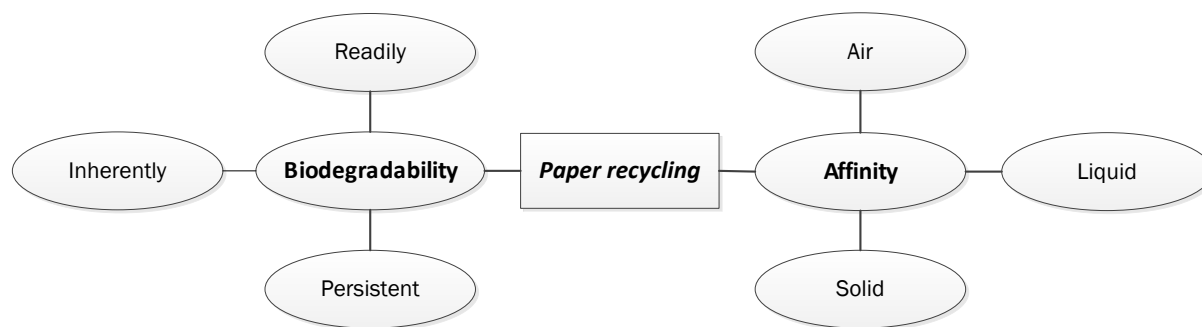 Readily
Air
Inherently
Biodegradability
Paper recycling
Affinity
Liquid
Persistent
Solid